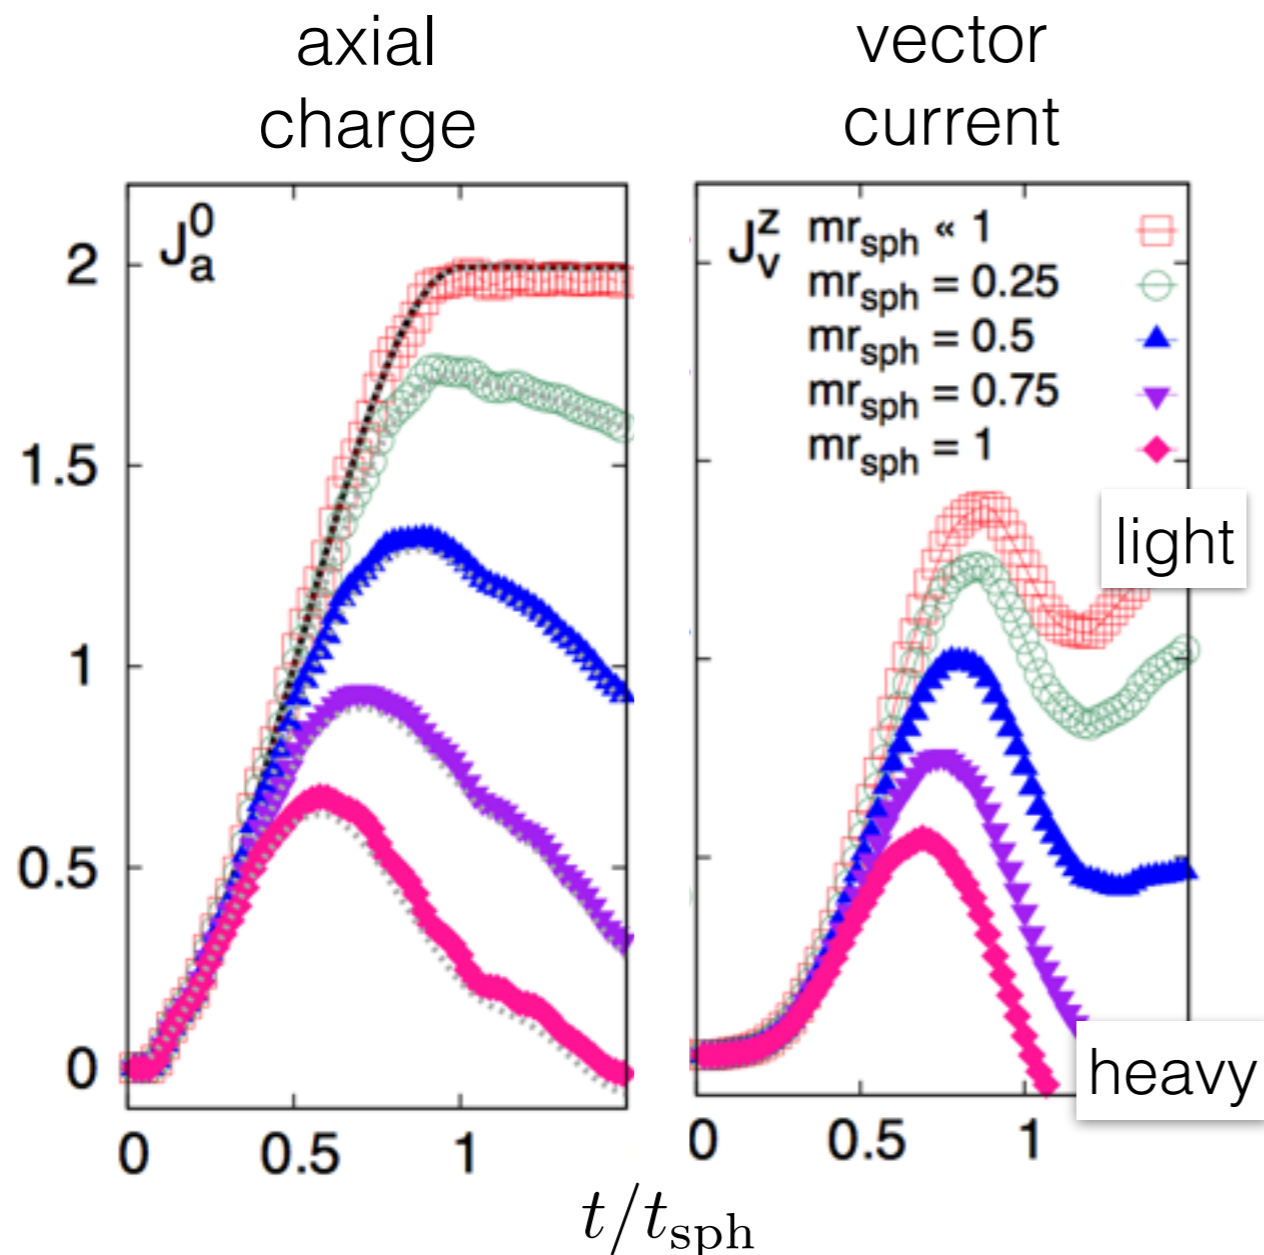 axial
charge
vector
current
J_a^0
2
1.5
1
0.5
0
0 0.5 1
J_v^z mr_sph ≪ 1
mr_sph = 0.25
mr_sph = 0.5
mr_sph = 0.75
mr_sph = 1
light
heavy
0 0.5 1
t/t_sph